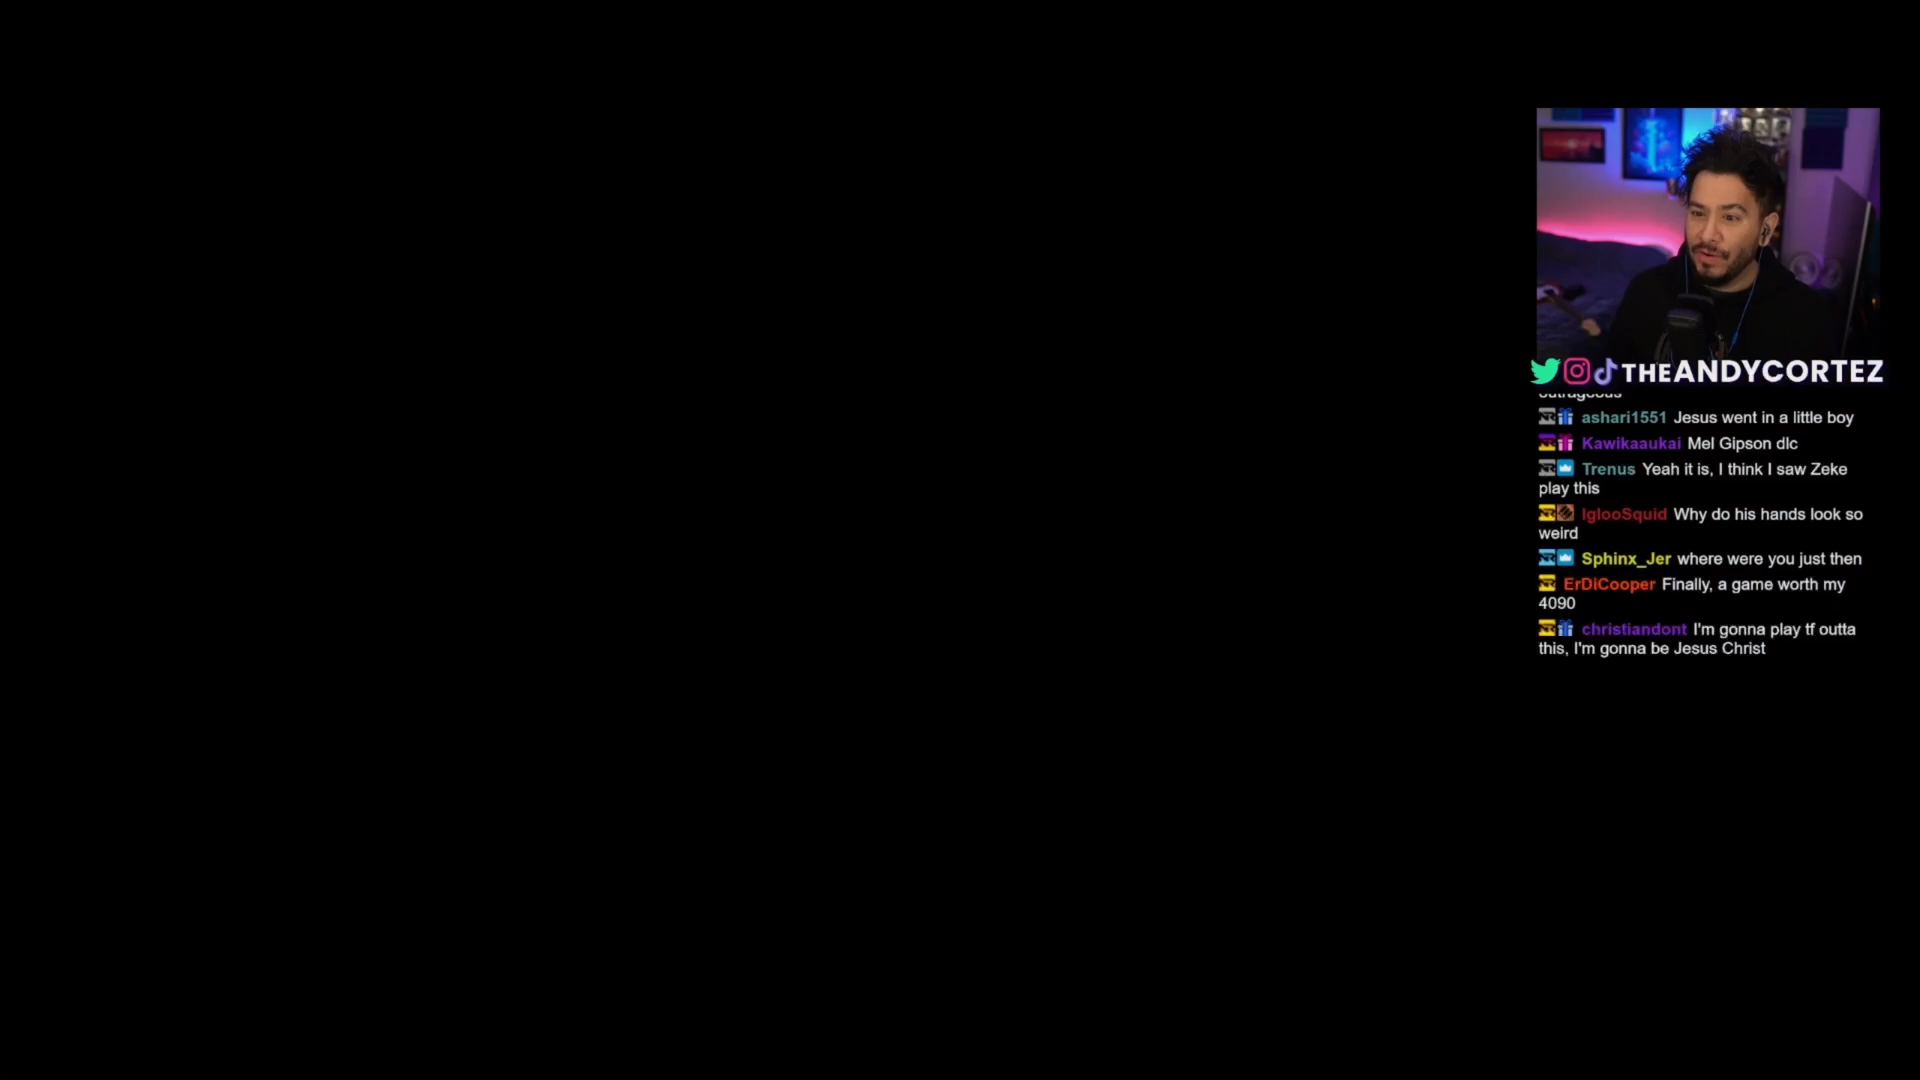 THEANDYCORTEZ
outrageous
ashari1551 Jesus went in a little boy
Kawikaaukai Mel Gipson dlc
Trenus Yeah it is, I think I saw Zeke
play this
IglooSquid Why do his hands look so
weird
Sphinx_Jer where were you just then
ErDiCooper Finally, a game worth my
4090
christiandont I'm gonna play tf outta
this, I'm gonna be Jesus Christ